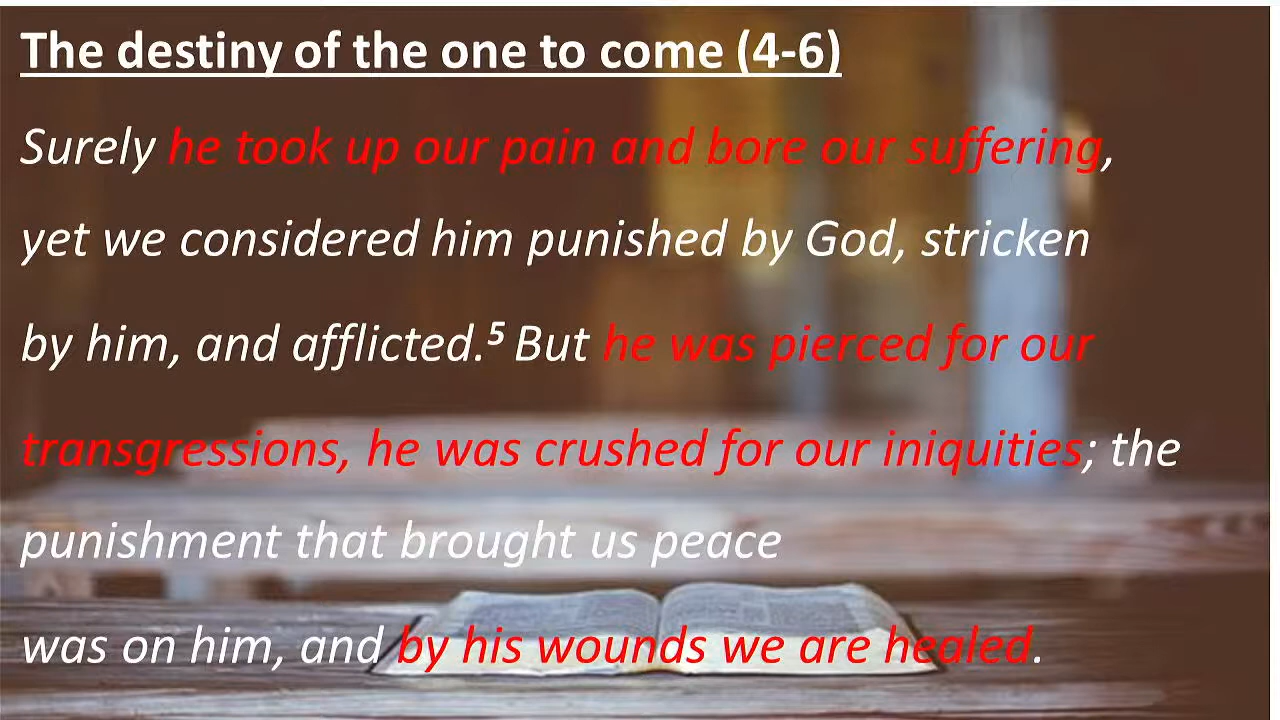 The destiny of the one to come (4-6)
Surely he took up our pain and bore our suffering,
yet we considered him punished by God, stricken
by him, and afflicted.⁵ But he was pierced for our
transgressions, he was crushed for our iniquities; the
punishment that brought us peace
was on him, and by his wounds we are healed.